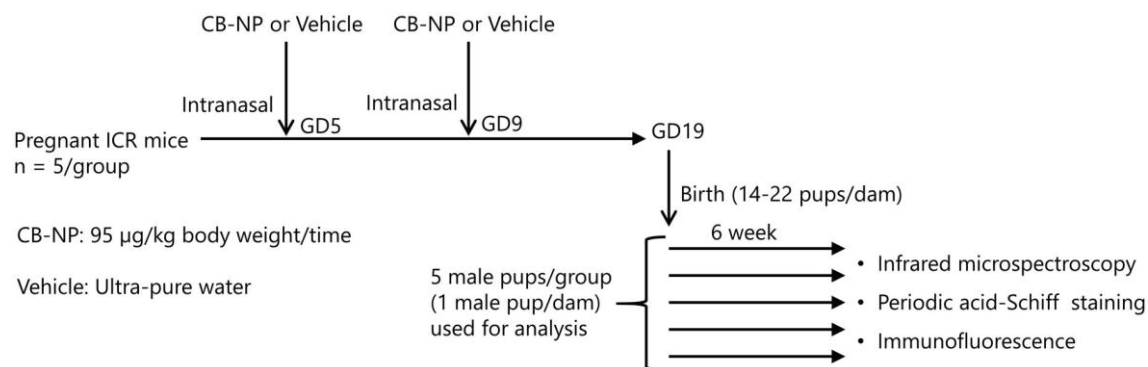 CB-NP or Vehicle
CB-NP or Vehicle
Intranasal
Intranasal
GD5
GD9
GD19
Pregnant ICR mice
n = 5/group
Birth (14-22 pups/dam)
CB-NP: 95 μg/kg body weight/time
Vehicle: Ultra-pure water
6 week
5 male pups/group
(1 male pup/dam)
used for analysis
• Infrared microspectroscopy
• Periodic acid-Schiff staining
• Immunofluorescence